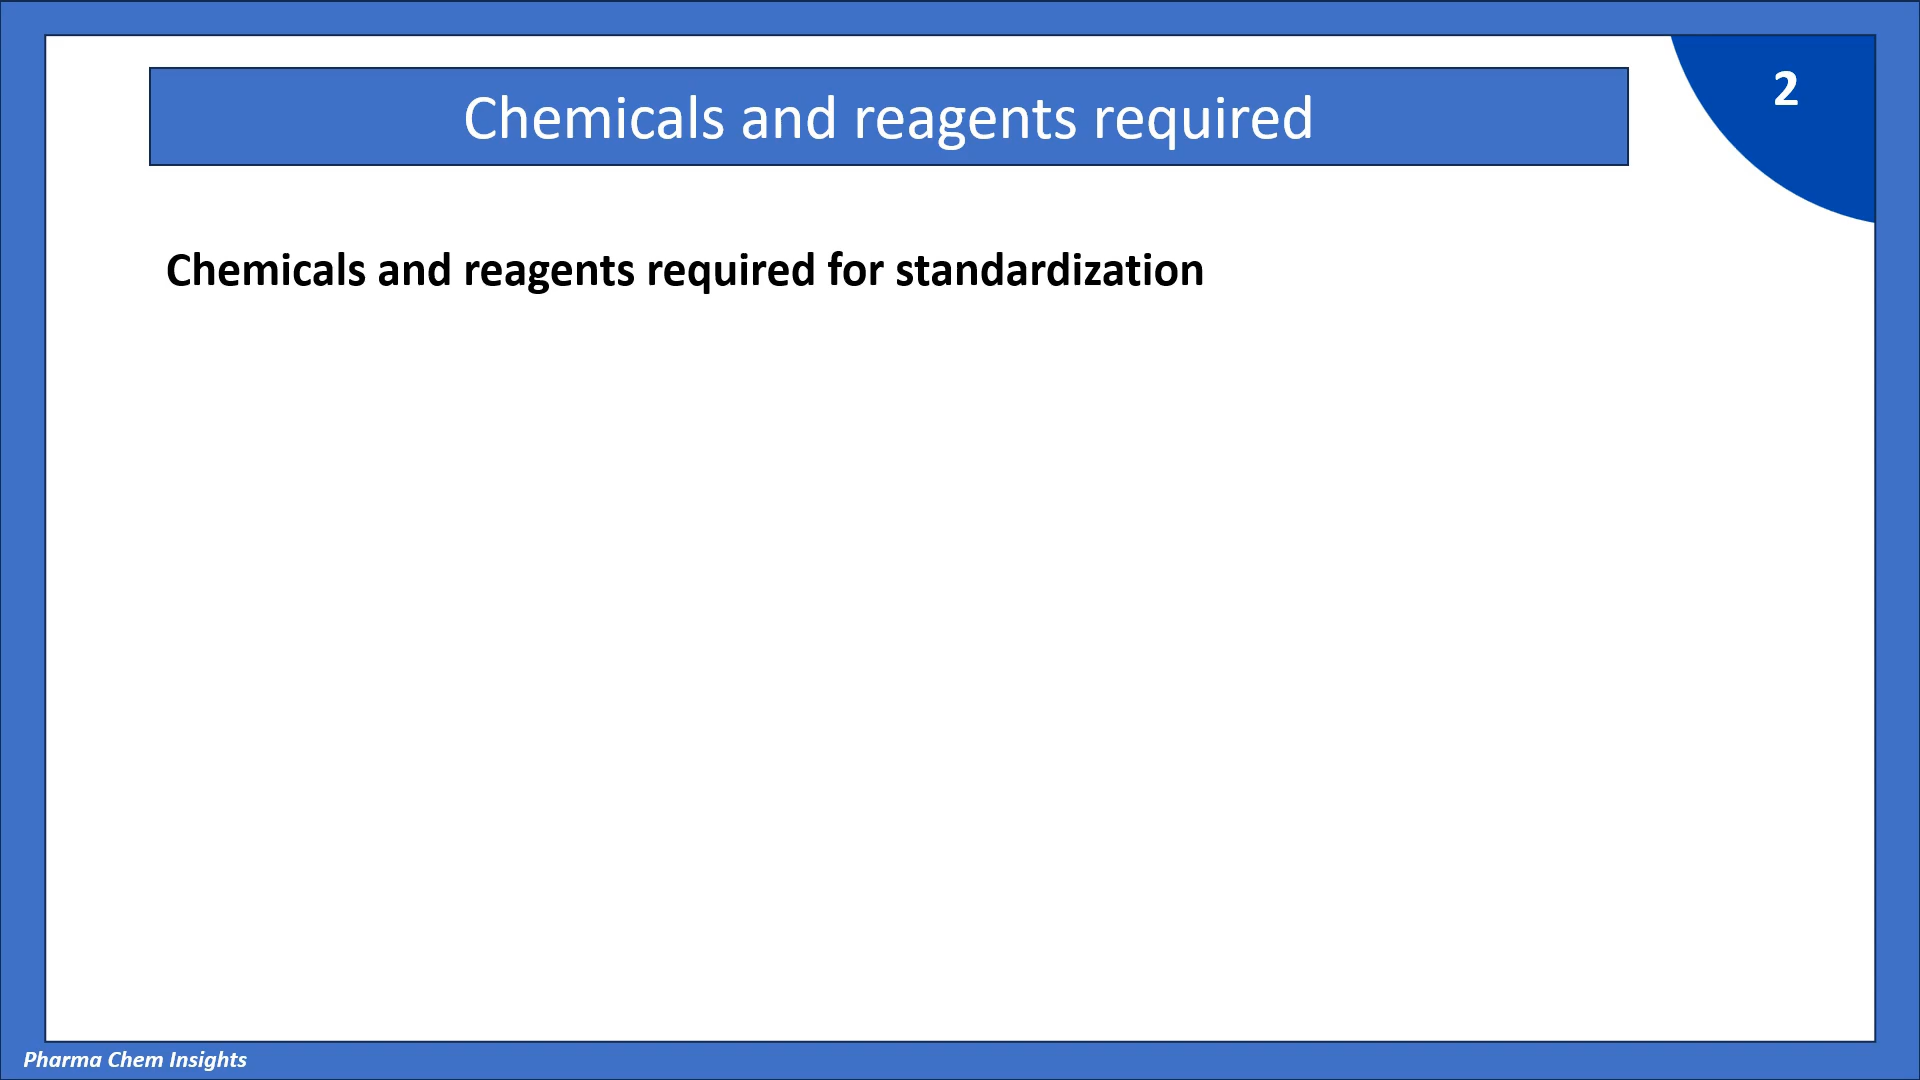 Chemicals and reagents required
2
Chemicals and reagents required for standardization
Pharma Chem Insights